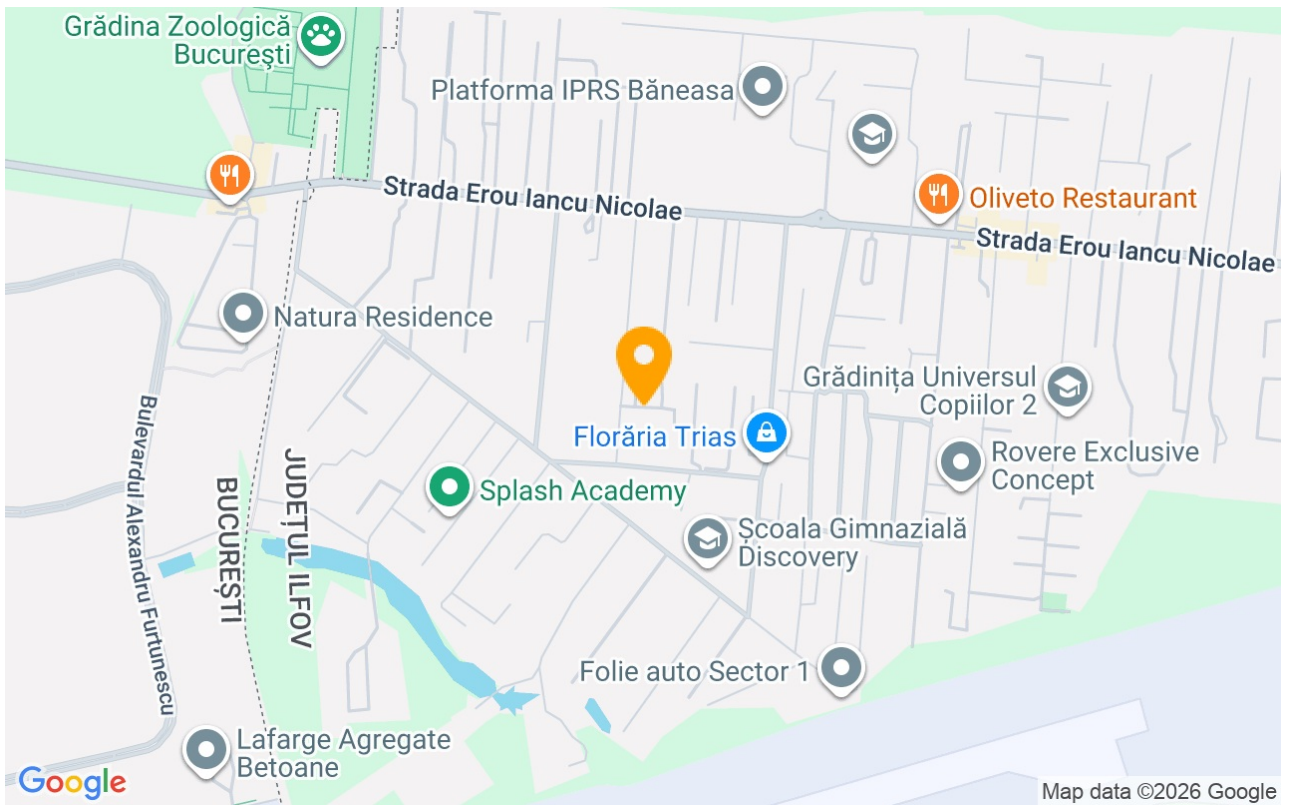 Grădina Zoologică
Bucureşti
Platforma IPRS Băneasa
Strada Erou Iancu Nicolae
Oliveto Restaurant
Strada Erou Iancu Nicolae
Natura Residence
Grădinița Universul
Copiilor 2
Florăria Trias
Rovere Exclusive
Concept
Splash Academy
Bulevardul Alexandru Furtunescu
BUCUREȘTI
JUDEȚUL ILFOV
Școala Gimnazială
Discovery
Folie auto Sector 1
Lafarge Agregate
Betoane
Google
Map data ©2026 Google